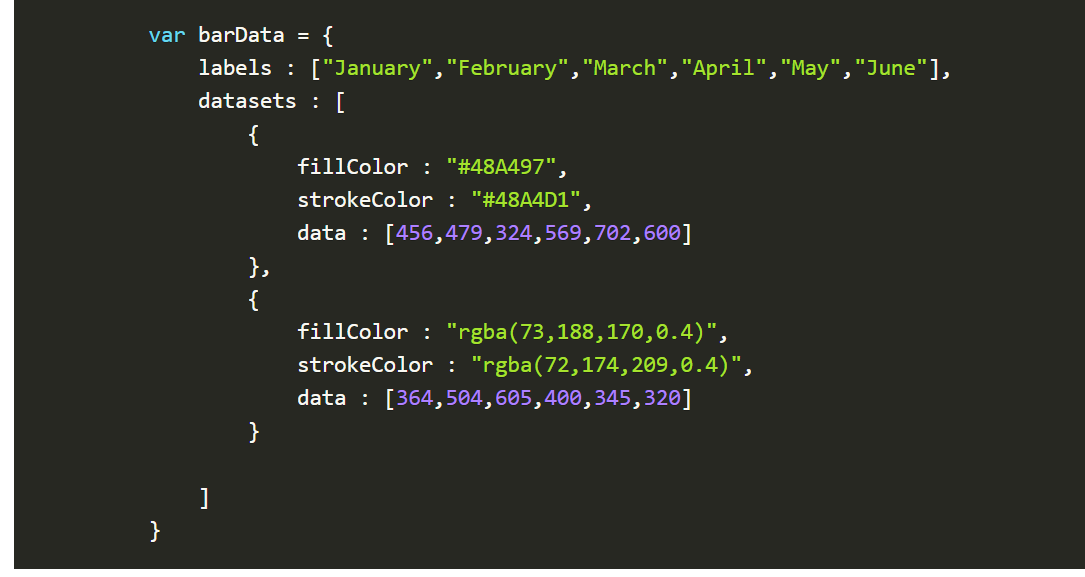 var barData = {
    labels : ["January","February","March","April","May","June"],
    datasets : [
        {
            fillColor : "#48A497",
            strokeColor : "#48A4D1",
            data : [456,479,324,569,702,600]
        },
        {
            fillColor : "rgba(73,188,170,0.4)",
            strokeColor : "rgba(72,174,209,0.4)",
            data : [364,504,605,400,345,320]
        }
    ]
}